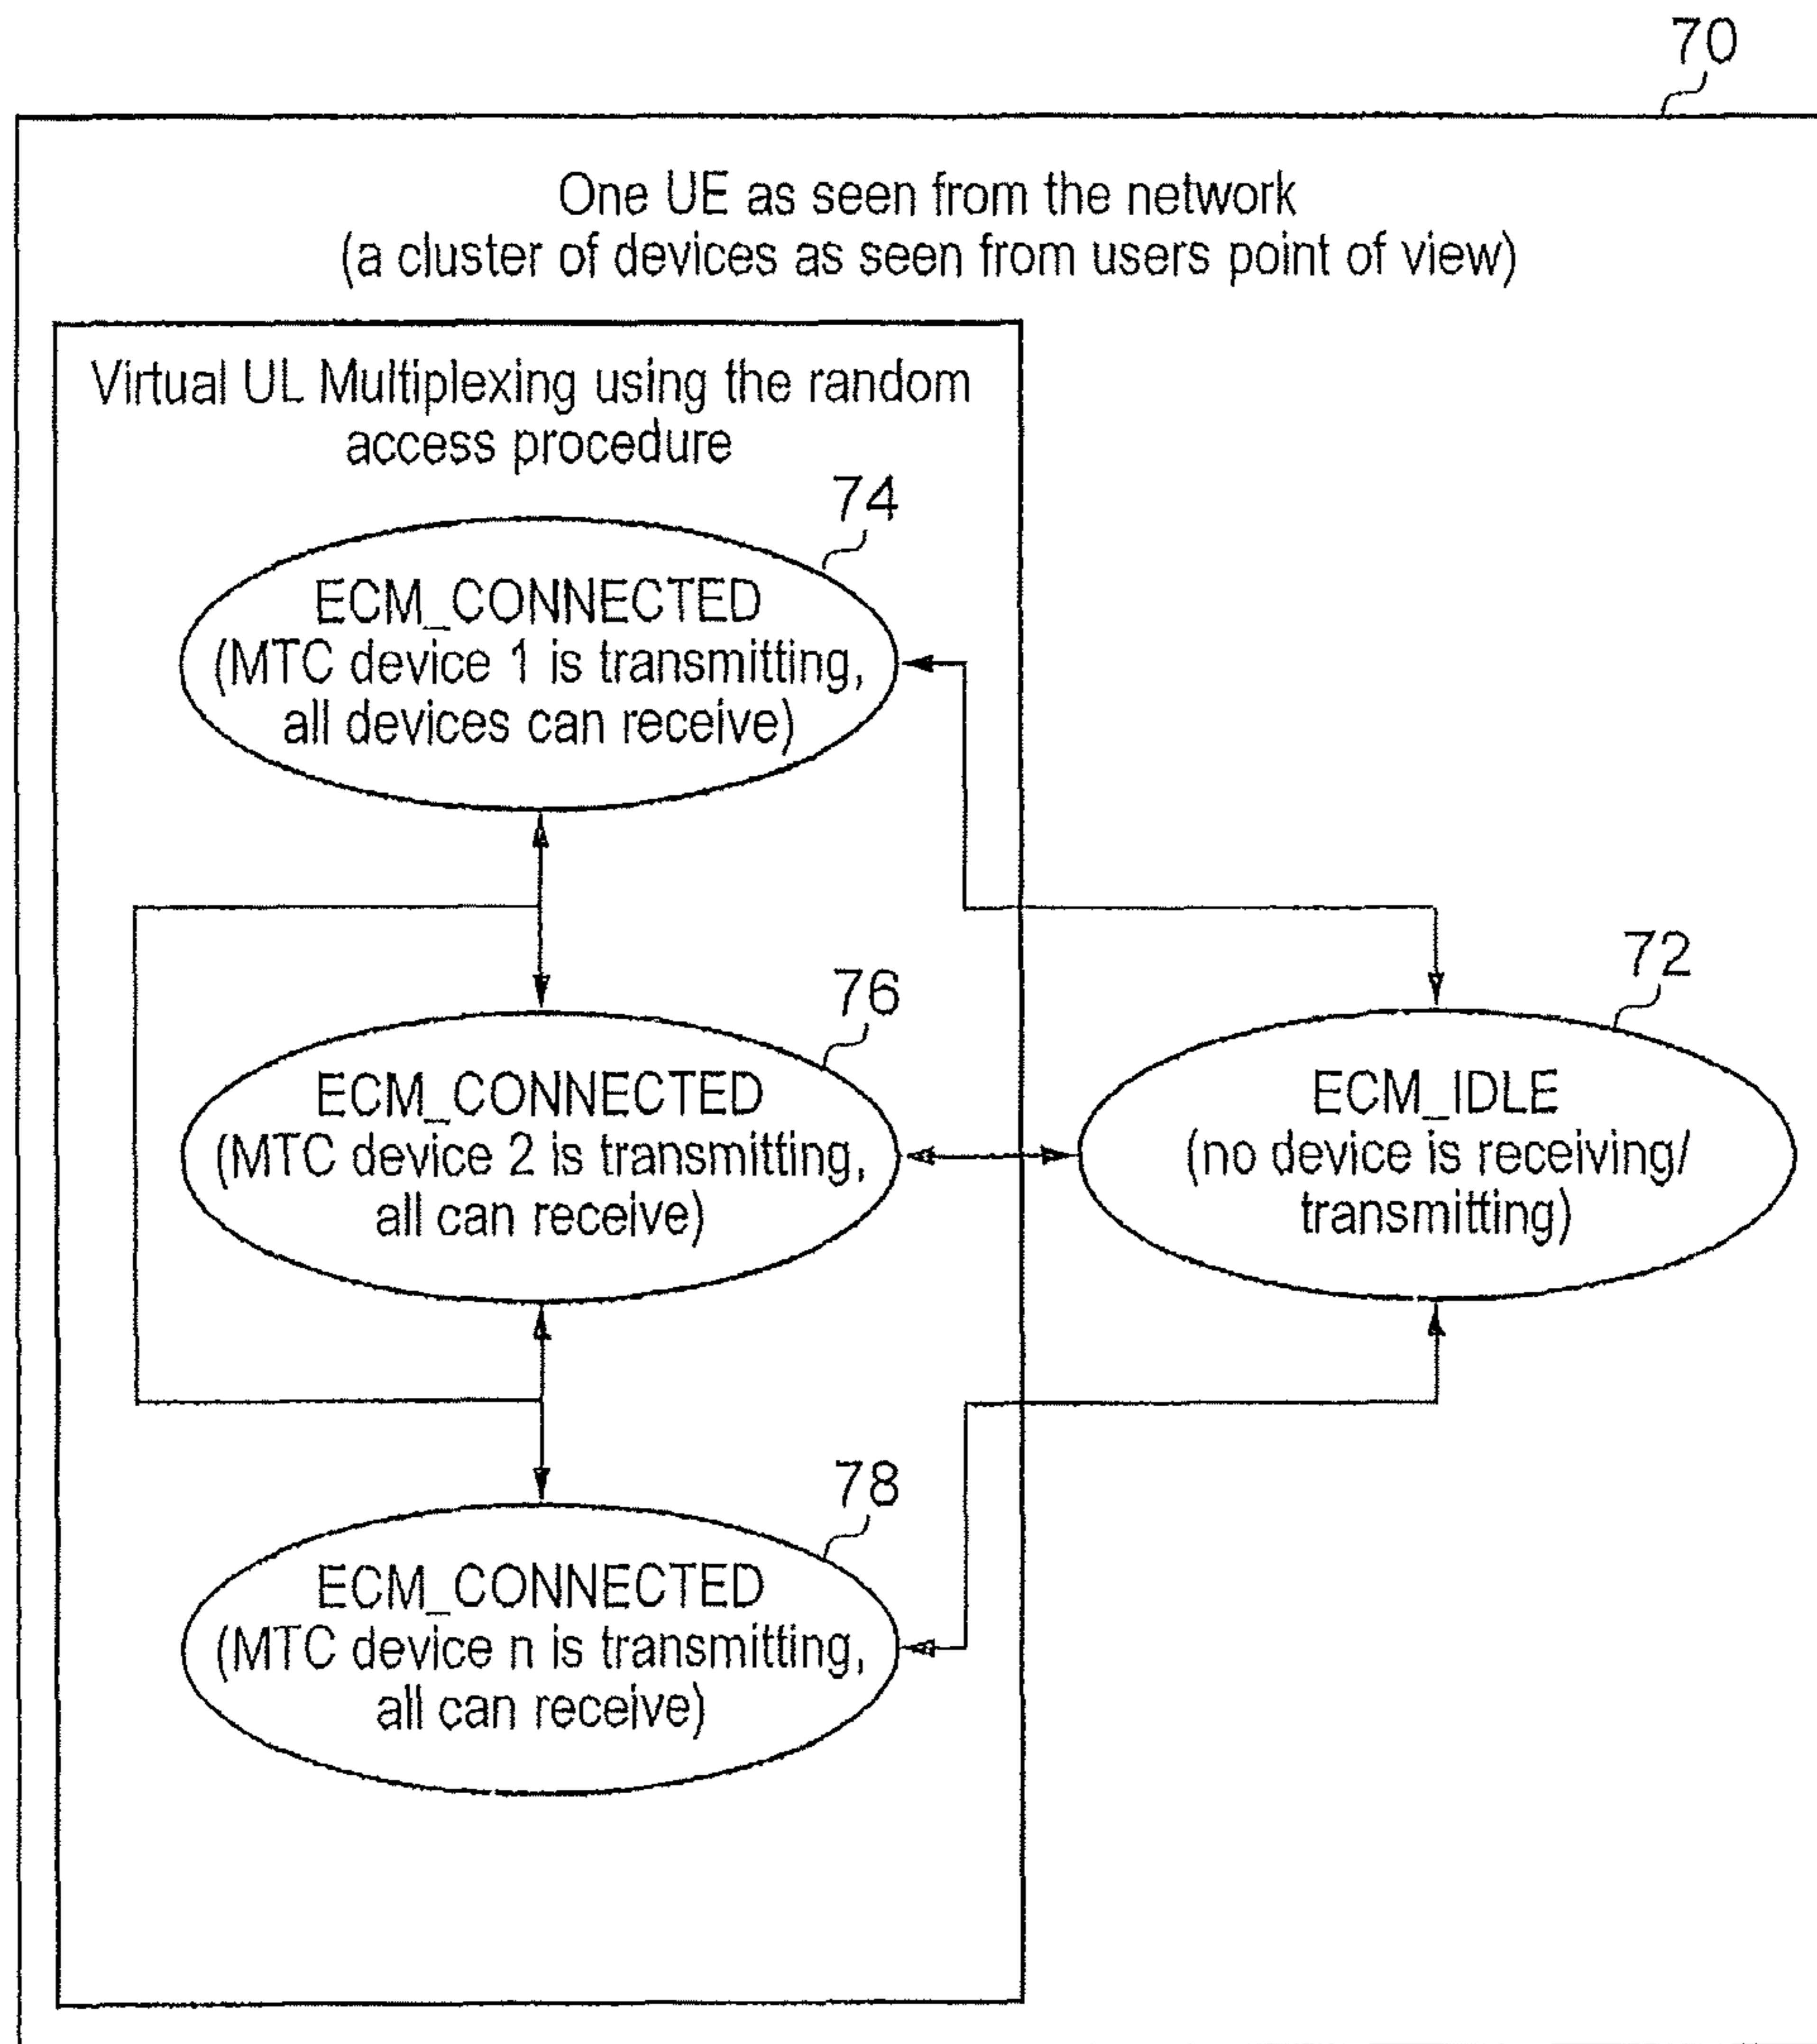 70
One UE as seen from the network
(a cluster of devices as seen from users point of view)
Virtual UL Multiplexing using the random
access procedure
74
ECM_CONNECTED
(MTC device 1 is transmitting,
all devices can receive)
76
ECM_CONNECTED
(MTC device 2 is transmitting,
all can receive)
72
ECM_IDLE
(no device is receiving/
transmitting)
78
ECM_CONNECTED
(MTC device n is transmitting,
all can receive)